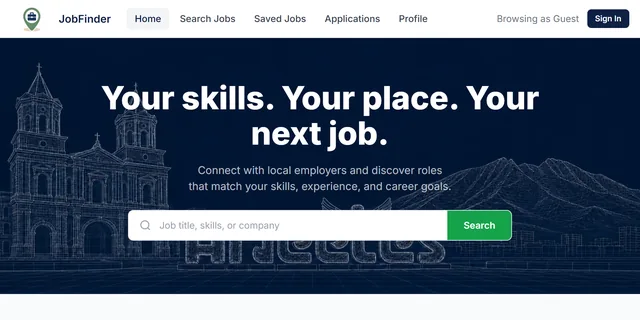 JobFinder
Home
Search Jobs
Saved Jobs
Applications
Profile
Browsing as Guest
Sign In
Your skills. Your place. Your
next job.
Connect with local employers and discover roles
that match your skills, experience, and career goals.
Job title, skills, or company
Search